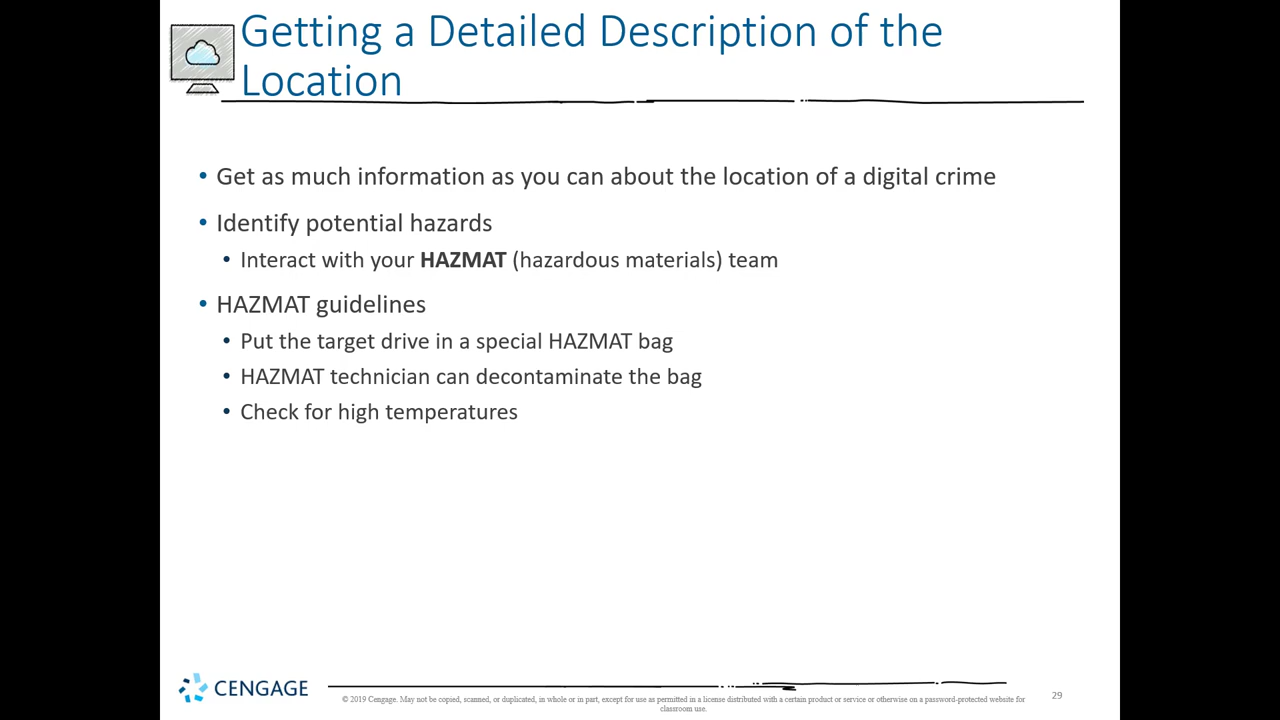 Getting a Detailed Description of the
Location
• Get as much information as you can about the location of a digital crime
• Identify potential hazards
• Interact with your HAZMAT (hazardous materials) team
• HAZMAT guidelines
• Put the target drive in a special HAZMAT bag
• HAZMAT technician can decontaminate the bag
• Check for high temperatures
CENGAGE
© 2019 Cengage. May not be copied, scanned, or duplicated, in whole or in part, except for use as permitted in a license distributed with a certain product or service or otherwise on a password-protected website for
classroom use.
29